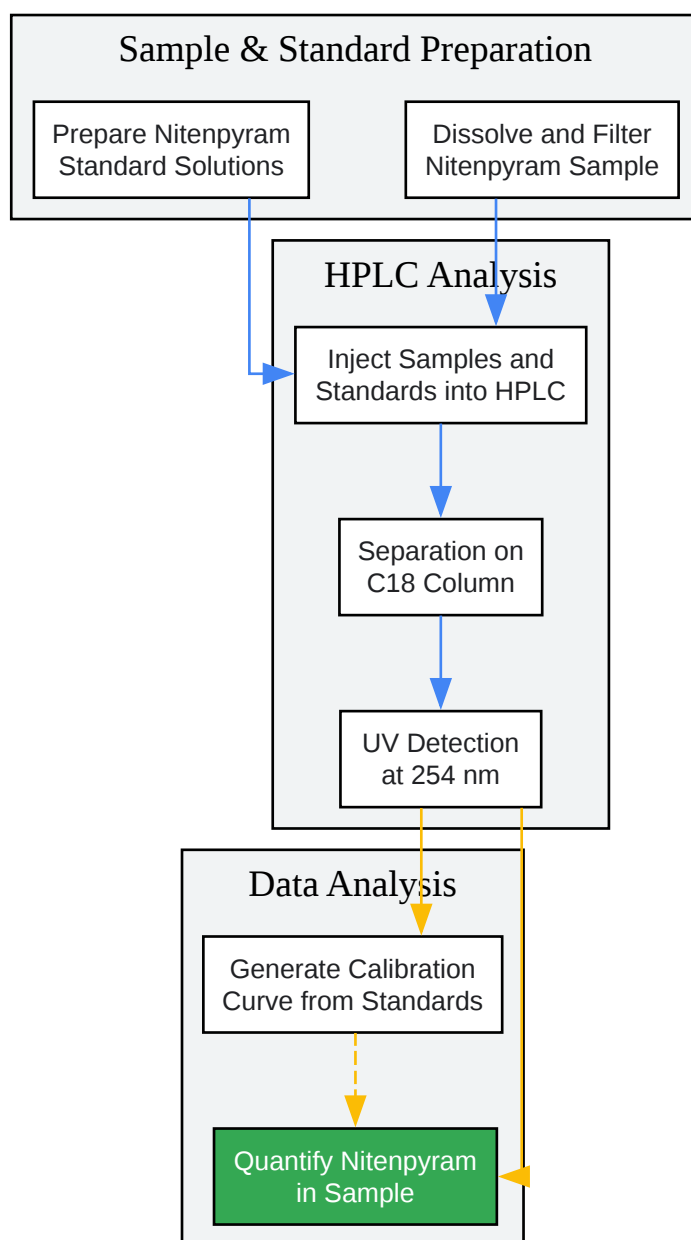 Sample & Standard Preparation
Prepare Nitenpyram
Standard Solutions
Dissolve and Filter
Nitenpyram Sample
HPLC Analysis
Inject Samples and
Standards into HPLC
Separation on
C18 Column
UV Detection
at 254 nm
Data Analysis
Generate Calibration
Curve from Standards
Quantify Nitenpyram
in Sample